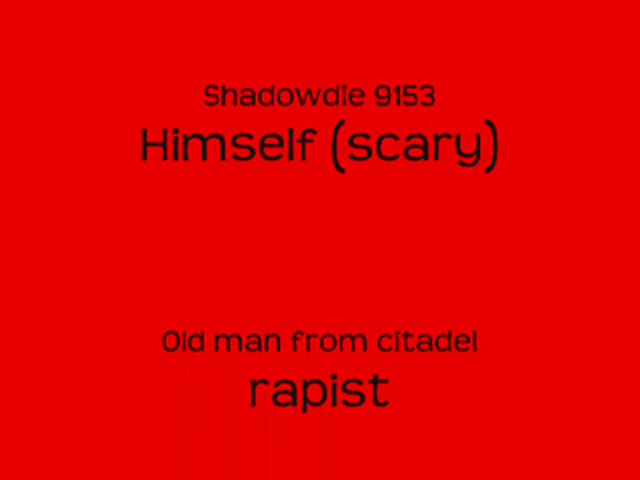 Shadowdie 9153
Himself (scary)
Old man from citadel
rapist